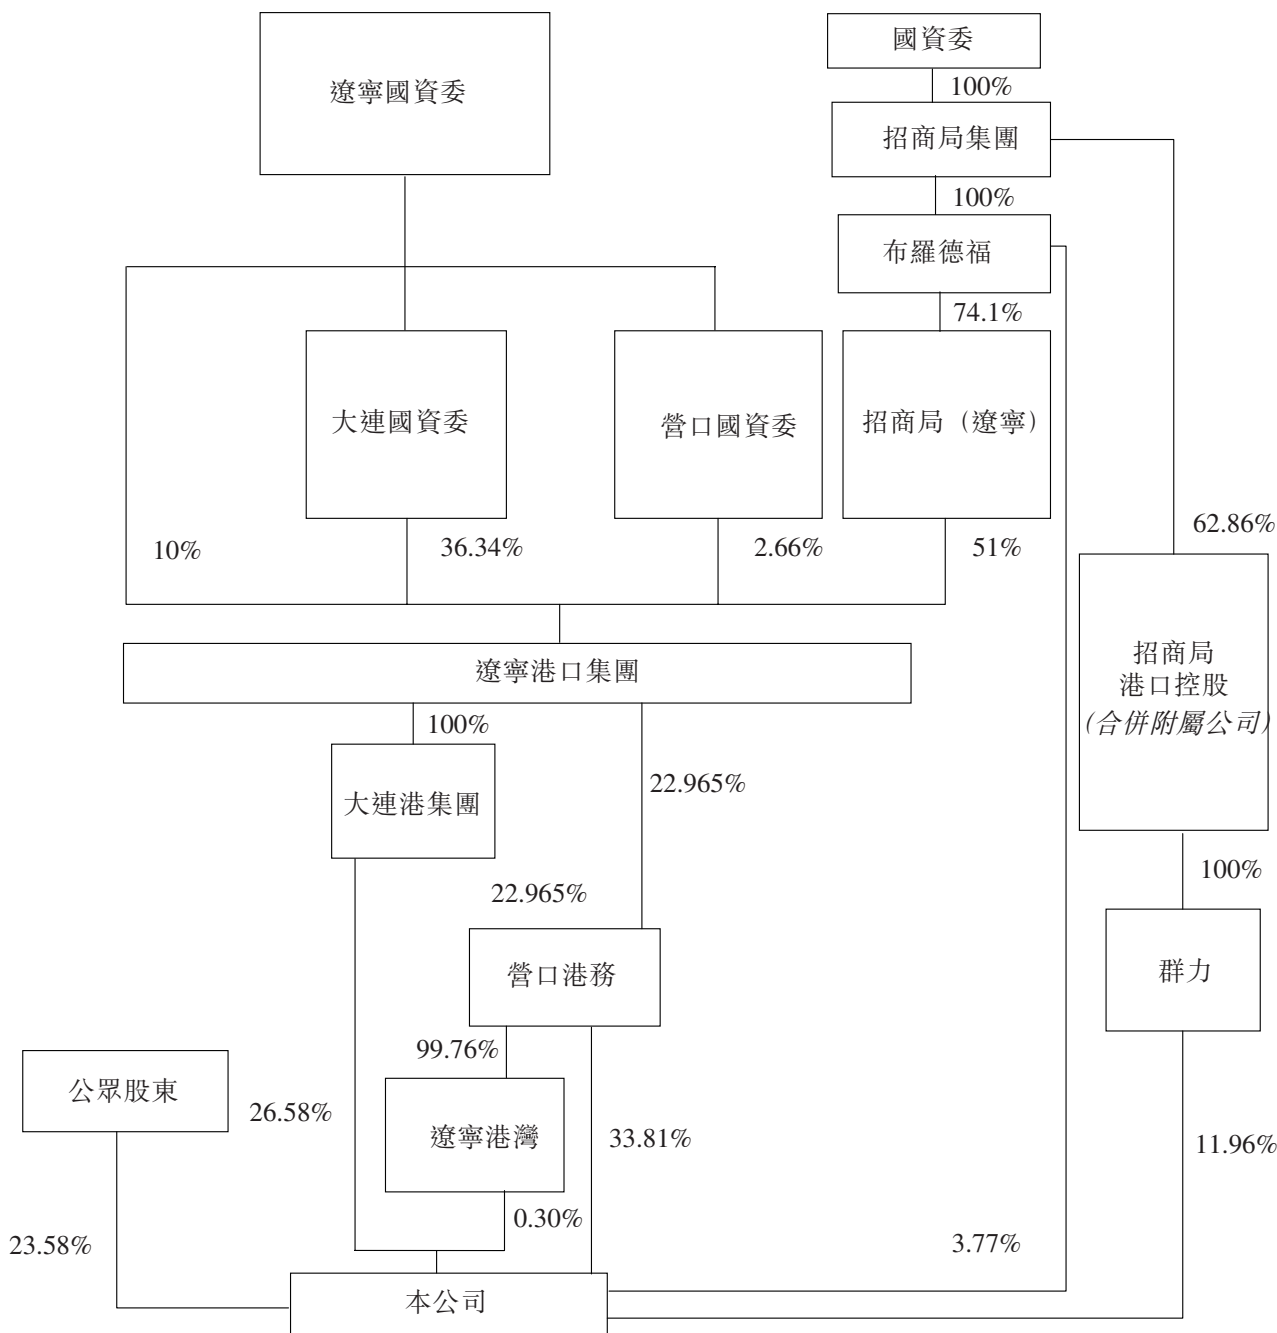 國資委
遼寧國資委
100%
招商局集團
100%
布羅德福
74.1%
大連國資委
營口國資委
招商局（遼寧）
10%
36.34%
2.66%
51%
62.86%
遼寧港口集團
招商局
港口控股
(合併附屬公司)
100%
22.965%
大連港集團
100%
22.965%
營口港務
群力
99.76%
公眾股東
26.58%
遼寧港灣
33.81%
11.96%
0.30%
23.58%
3.77%
本公司